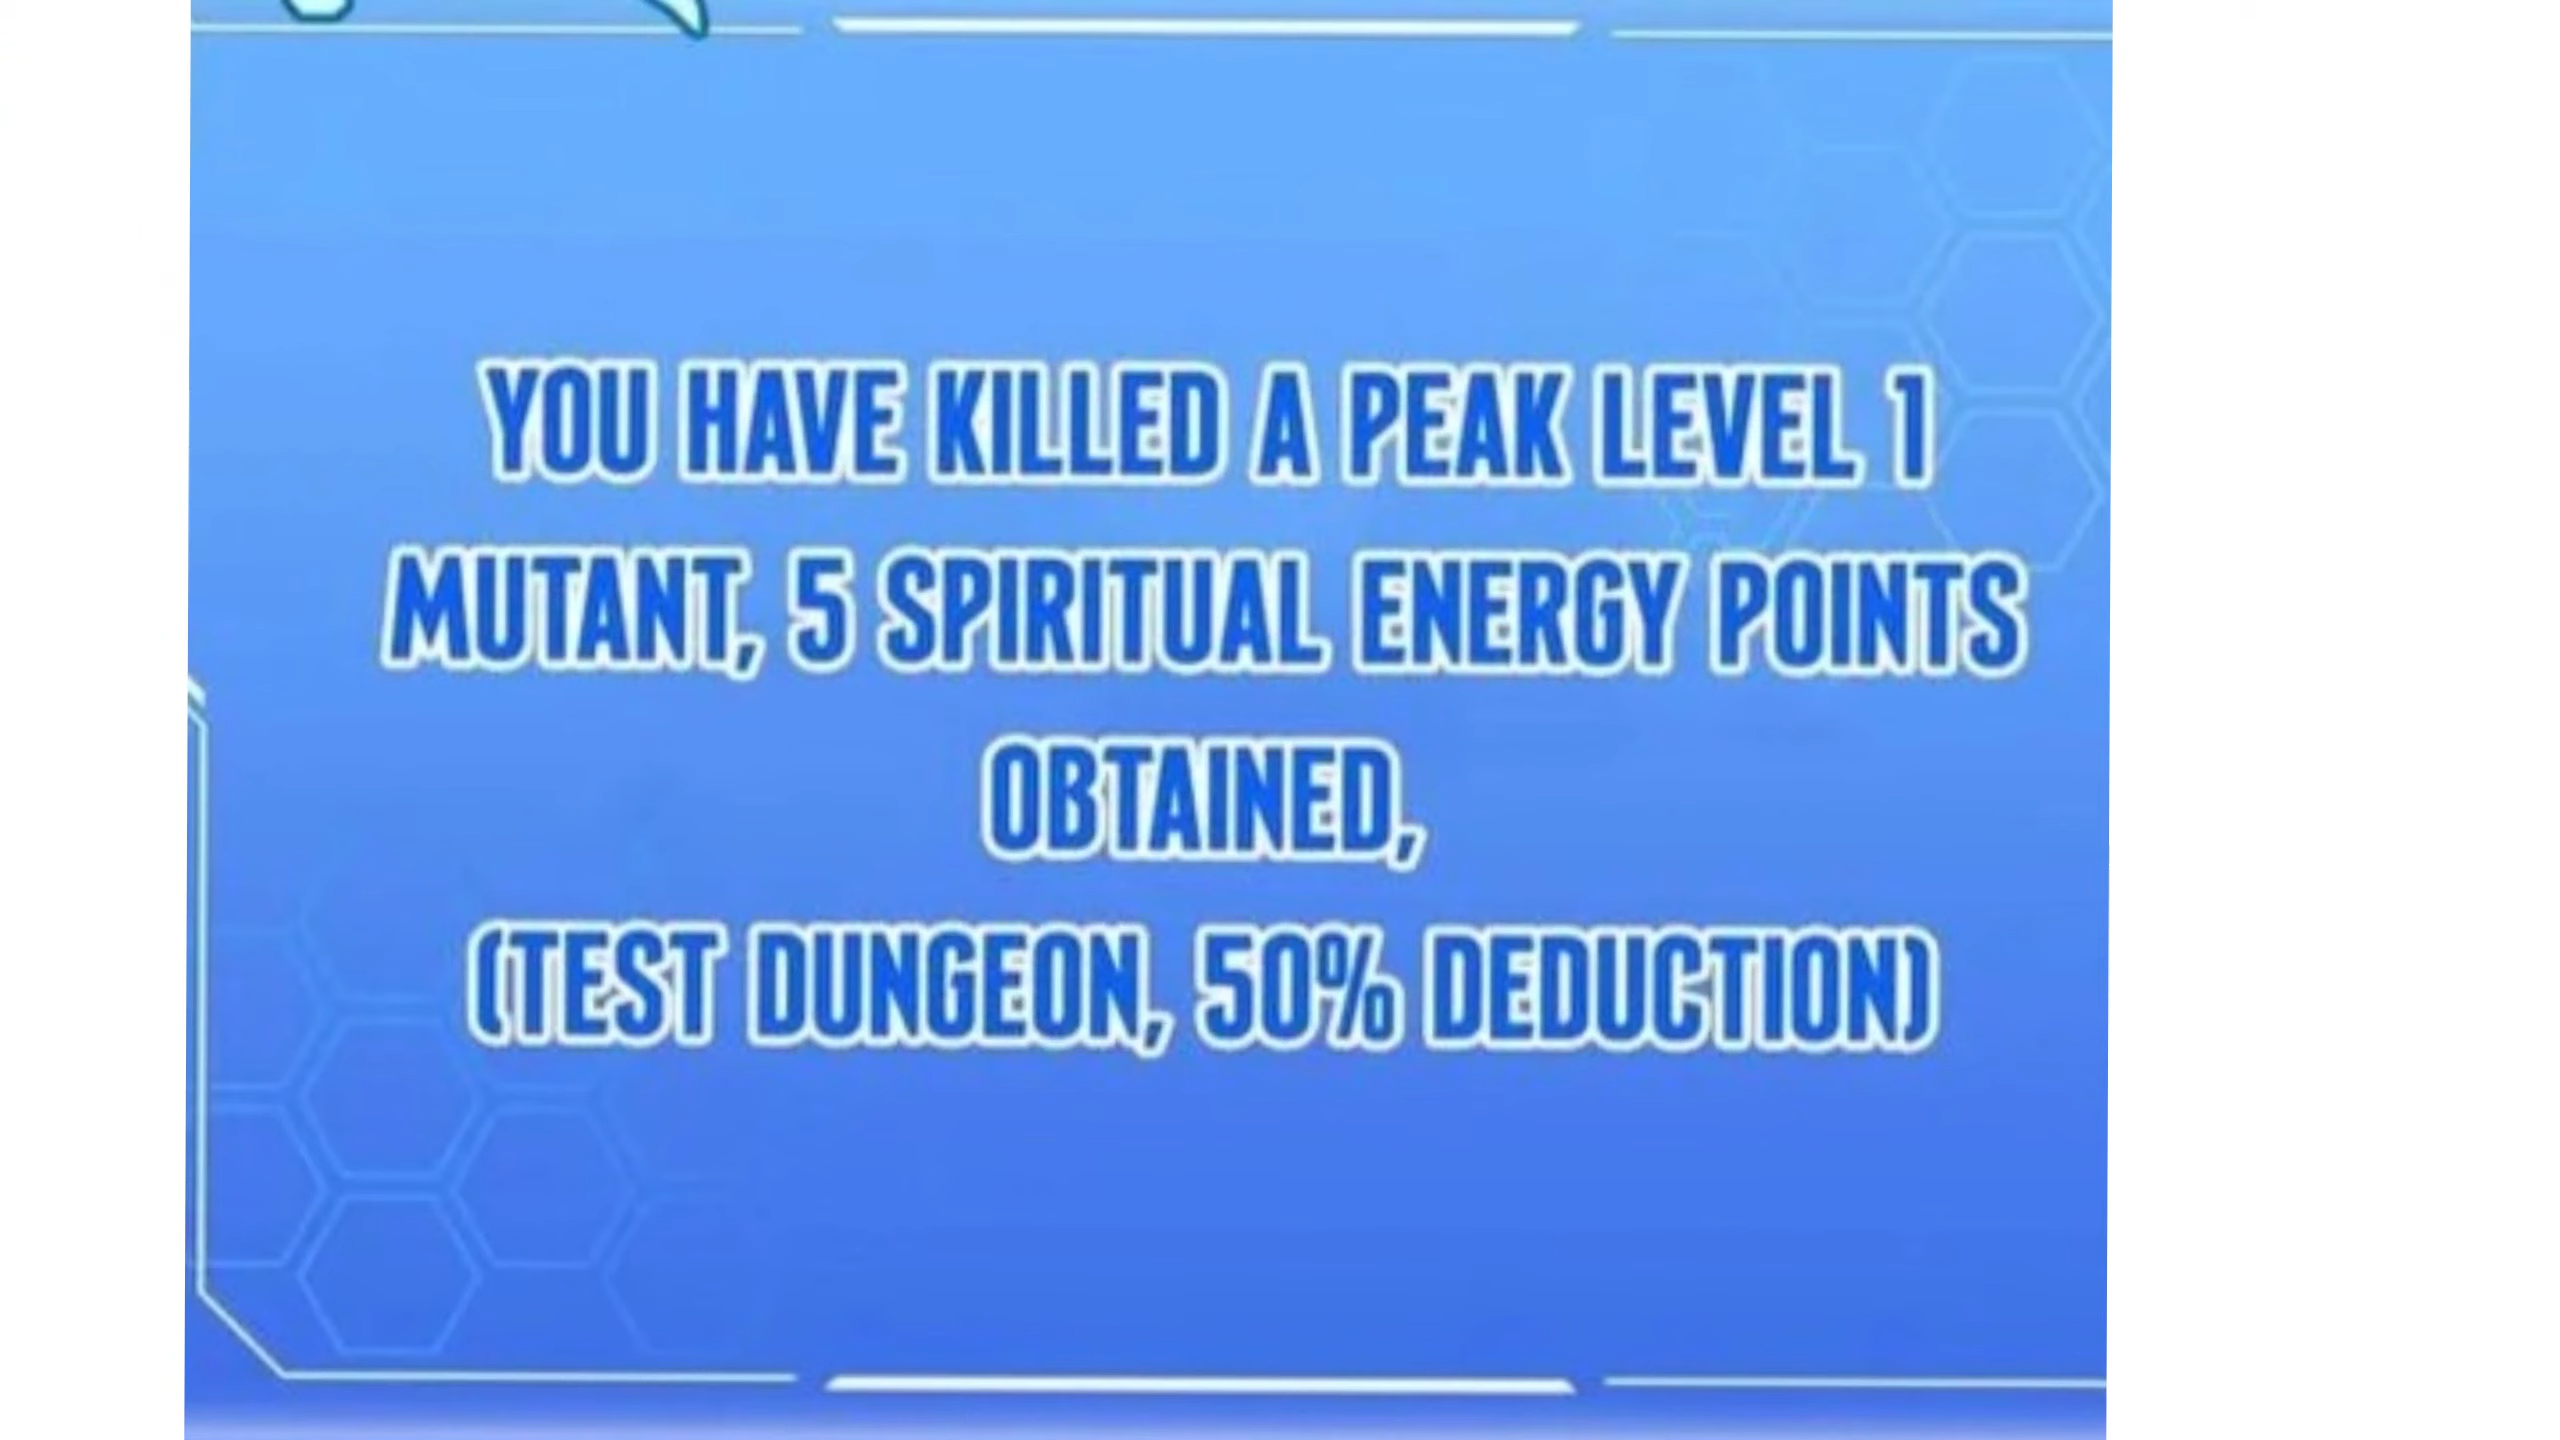 YOU HAVE KILLED A PEAK LEVEL 1
MUTANT, 5 SPIRITUAL ENERGY POINTS
OBTAINED,
(TEST DUNGEON, 50% DEDUCTION)